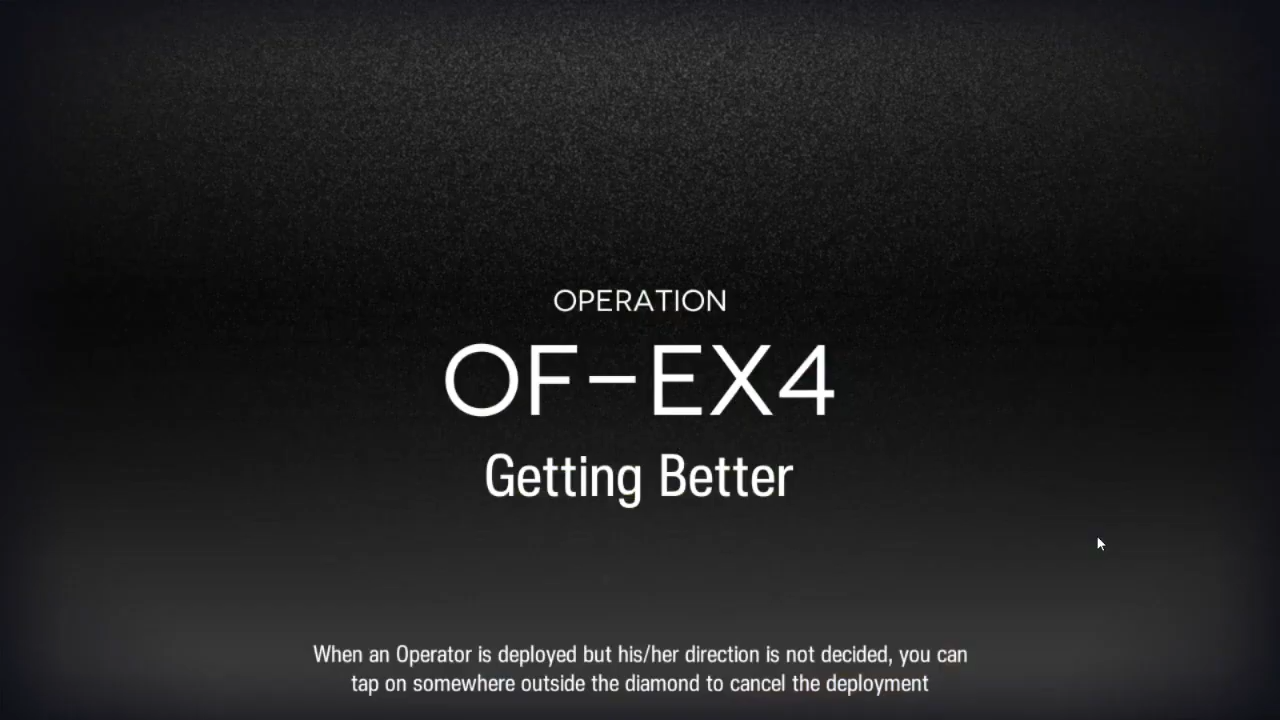 OPERATION
OF-EX4
Getting Better
When an Operator is deployed but his/her direction is not decided, you can
tap on somewhere outside the diamond to cancel the deployment